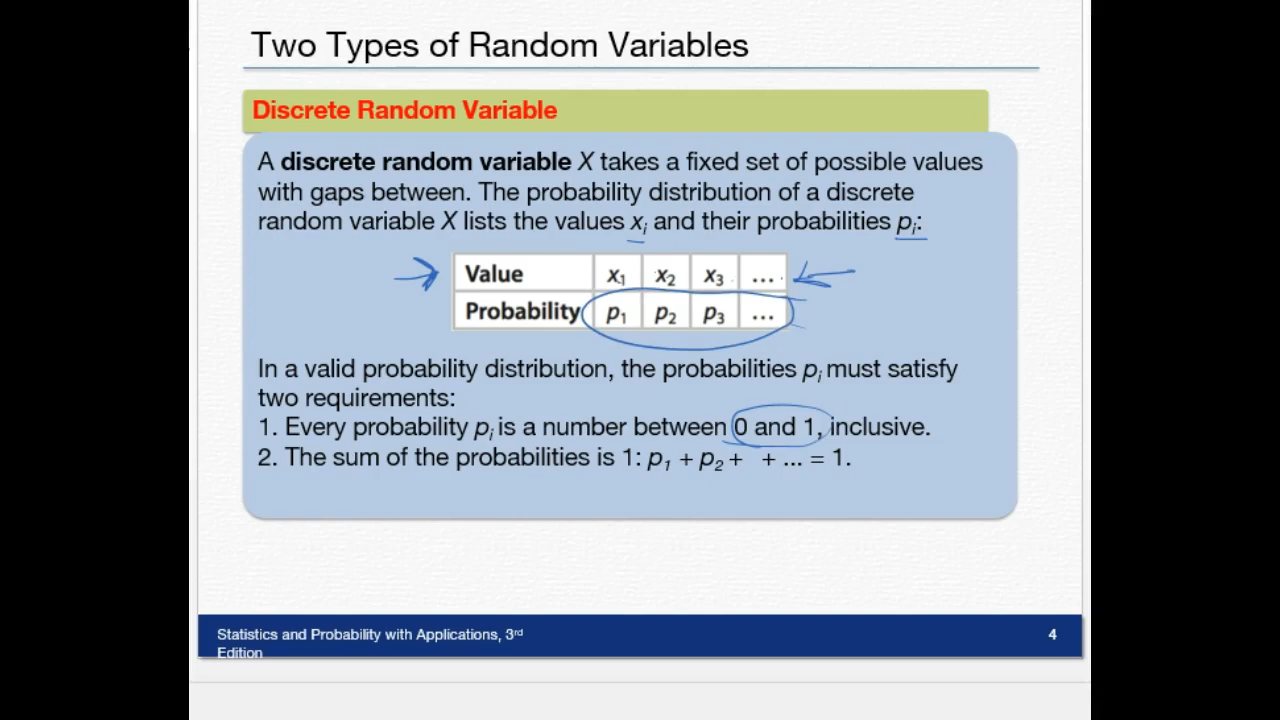 Two Types of Random Variables
Discrete Random Variable
A discrete random variable X takes a fixed set of possible values
with gaps between. The probability distribution of a discrete
random variable X lists the values xᵢ and their probabilities pᵢ:
Value x₁ x₂ x₃ ...
Probability p₁ p₂ p₃ ...
In a valid probability distribution, the probabilities pᵢ must satisfy
two requirements:
1. Every probability pᵢ is a number between 0 and 1, inclusive.
2. The sum of the probabilities is 1: p₁ + p₂ + + ... = 1.
Statistics and Probability with Applications, 3rd
Edition
4